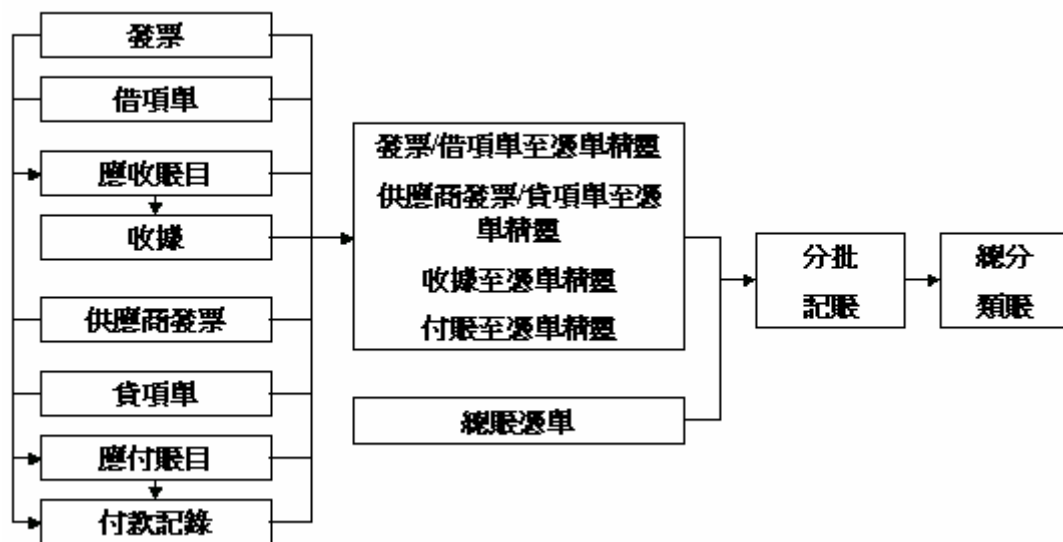 發票
借項單
應收賬目
收據
供應商發票
貸項單
應付賬目
付款記錄
發票/借項單至憑單精靈
供應商發票/貸項單至憑
單精靈
收據至憑單精靈
付賬至憑單精靈
總賬憑單
分批
記賬
總分
類賬